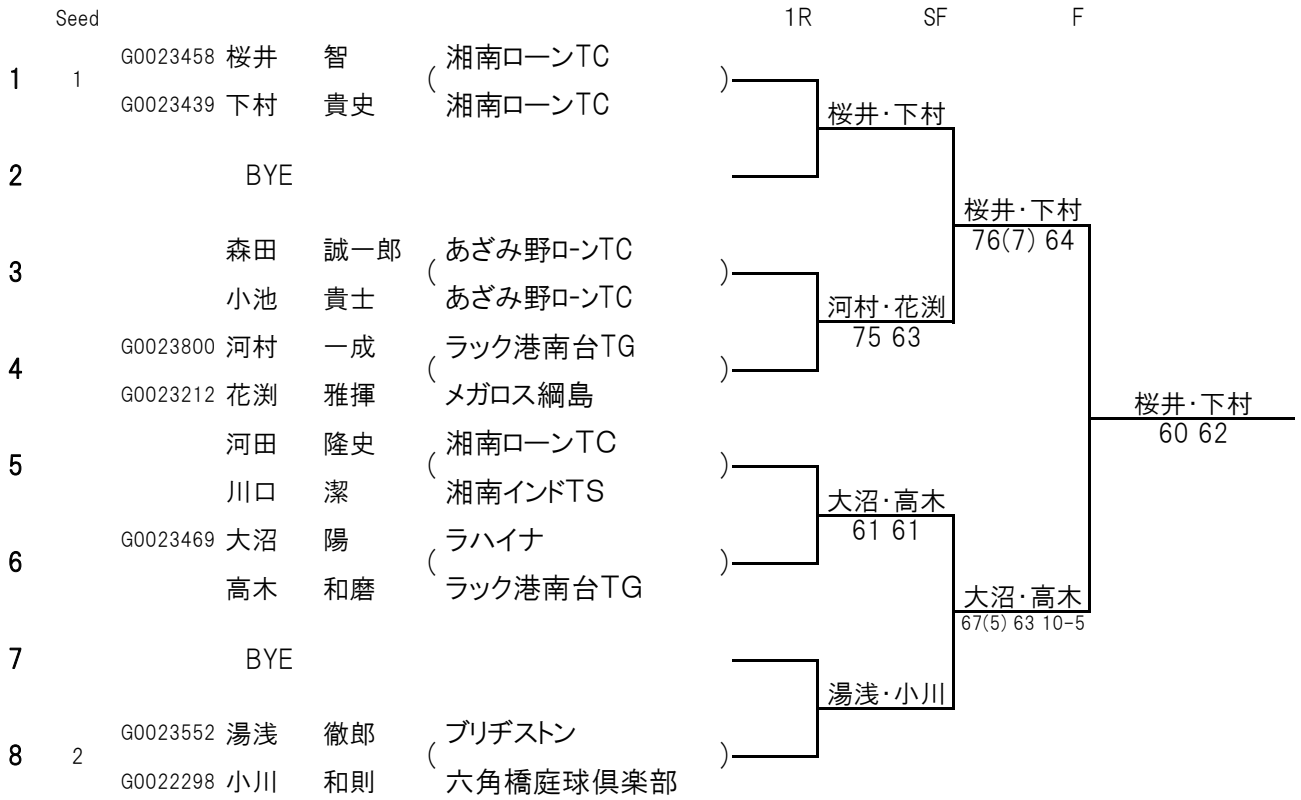 Seed 1R SF F
G0023458 桜井 智 湘南ローンTC
1 1 ( )
G0023439 下村 貴史 湘南ローンTC
桜井・下村
2 BYE
桜井・下村
76(7) 64
森田 誠一郎 あざみ野ローンTC
3 ( )
小池 貴士 あざみ野ローンTC
河村・花渕
75 63
G0023800 河村 一成 ラック港南台TG
4 ( )
G0023212 花渕 雅揮 メガロス綱島
桜井・下村
60 62
河田 隆史 湘南ローンTC
5 ( )
川口 潔 湘南インドTS
大沼・高木
61 61
G0023469 大沼 陽 ラハイナ
6 ( )
高木 和磨 ラック港南台TG
大沼・高木
67(5) 63 10-5
7 BYE
湯浅・小川
G0023552 湯浅 徹郎 ブリヂストン
8 2 ( )
G0022298 小川 和則 六角橋庭球倶楽部